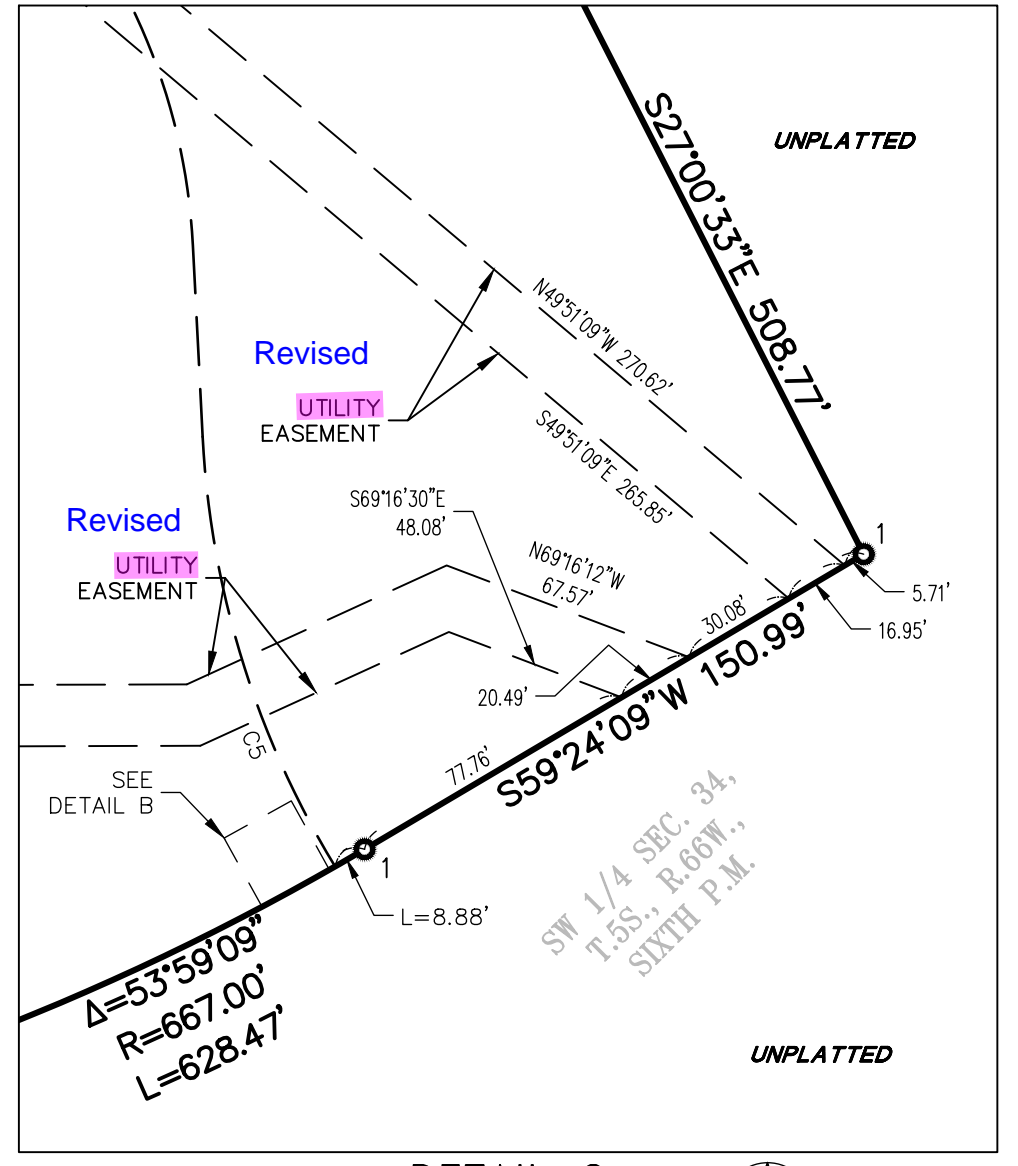 UNPLATTED
S27°00'33"E 508.77'
N49°51'09"W 270.62'
Revised
UTILITY
EASEMENT
S49°51'09"E 265.85'
S69°16'30"E
48.08'
Revised
UTILITY
EASEMENT
N69°16'12"W
67.57'
1
5.71'
30.08'
16.95'
20.49'
S59°24'09"W 150.99'
C5
77.76'
SEE
DETAIL B
SW 1/4 SEC. 34,
T.5S., R.66W.,
SIXTH P.M.
1
L=8.88'
Δ=53°59'09"
R=667.00'
L=628.47'
UNPLATTED